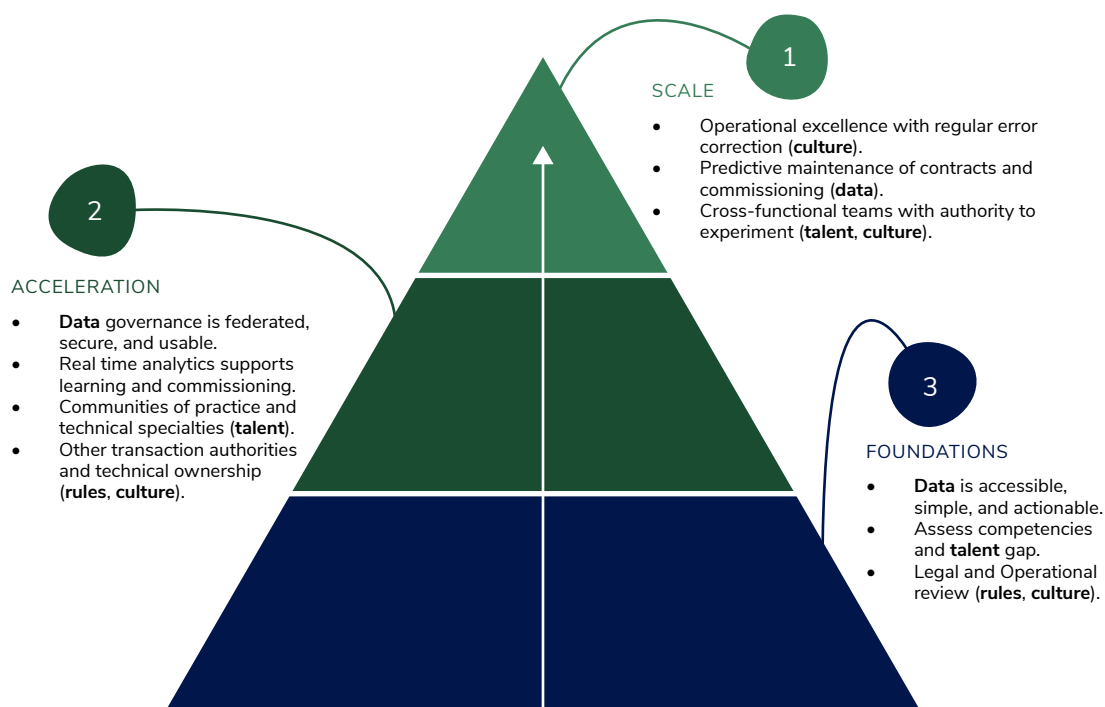 1
SCALE
• Operational excellence with regular error
correction (culture).
• Predictive maintenance of contracts and
commissioning (data).
• Cross-functional teams with authority to
experiment (talent, culture).
2
ACCELERATION
• Data governance is federated,
secure, and usable.
• Real time analytics supports
learning and commissioning.
• Communities of practice and
technical specialties (talent).
• Other transaction authorities
and technical ownership
(rules, culture).
3
FOUNDATIONS
• Data is accessible,
simple, and actionable.
• Assess competencies
and talent gap.
• Legal and Operational
review (rules, culture).